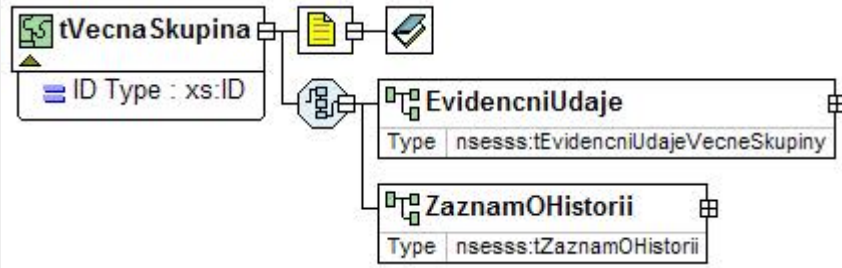 tVecnaSkupina
ID Type : xs:ID
EvidencniUdaje
Type nsesss:tEvidencniUdajeVecneSkupiny
ZaznamOHistorii
Type nsesss:tZaznamOHistorii